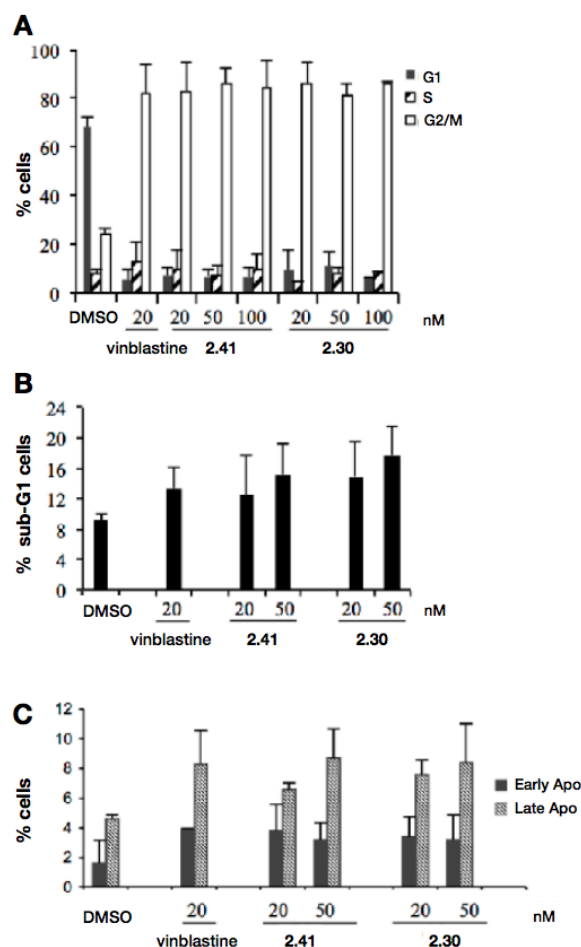 A
% cells
100
80
60
40
20
0
G1
S
G2/M
DMSO 20 20 50 100 20 50 100 nM
vinblastine 2.41 2.30
B
% sub-G1 cells
24
20
16
12
8
4
0
DMSO 20 20 50 20 50 nM
vinblastine 2.41 2.30
C
% cells
12
10
8
6
4
2
0
Early Apo
Late Apo
DMSO 20 20 50 20 50 nM
vinblastine 2.41 2.30